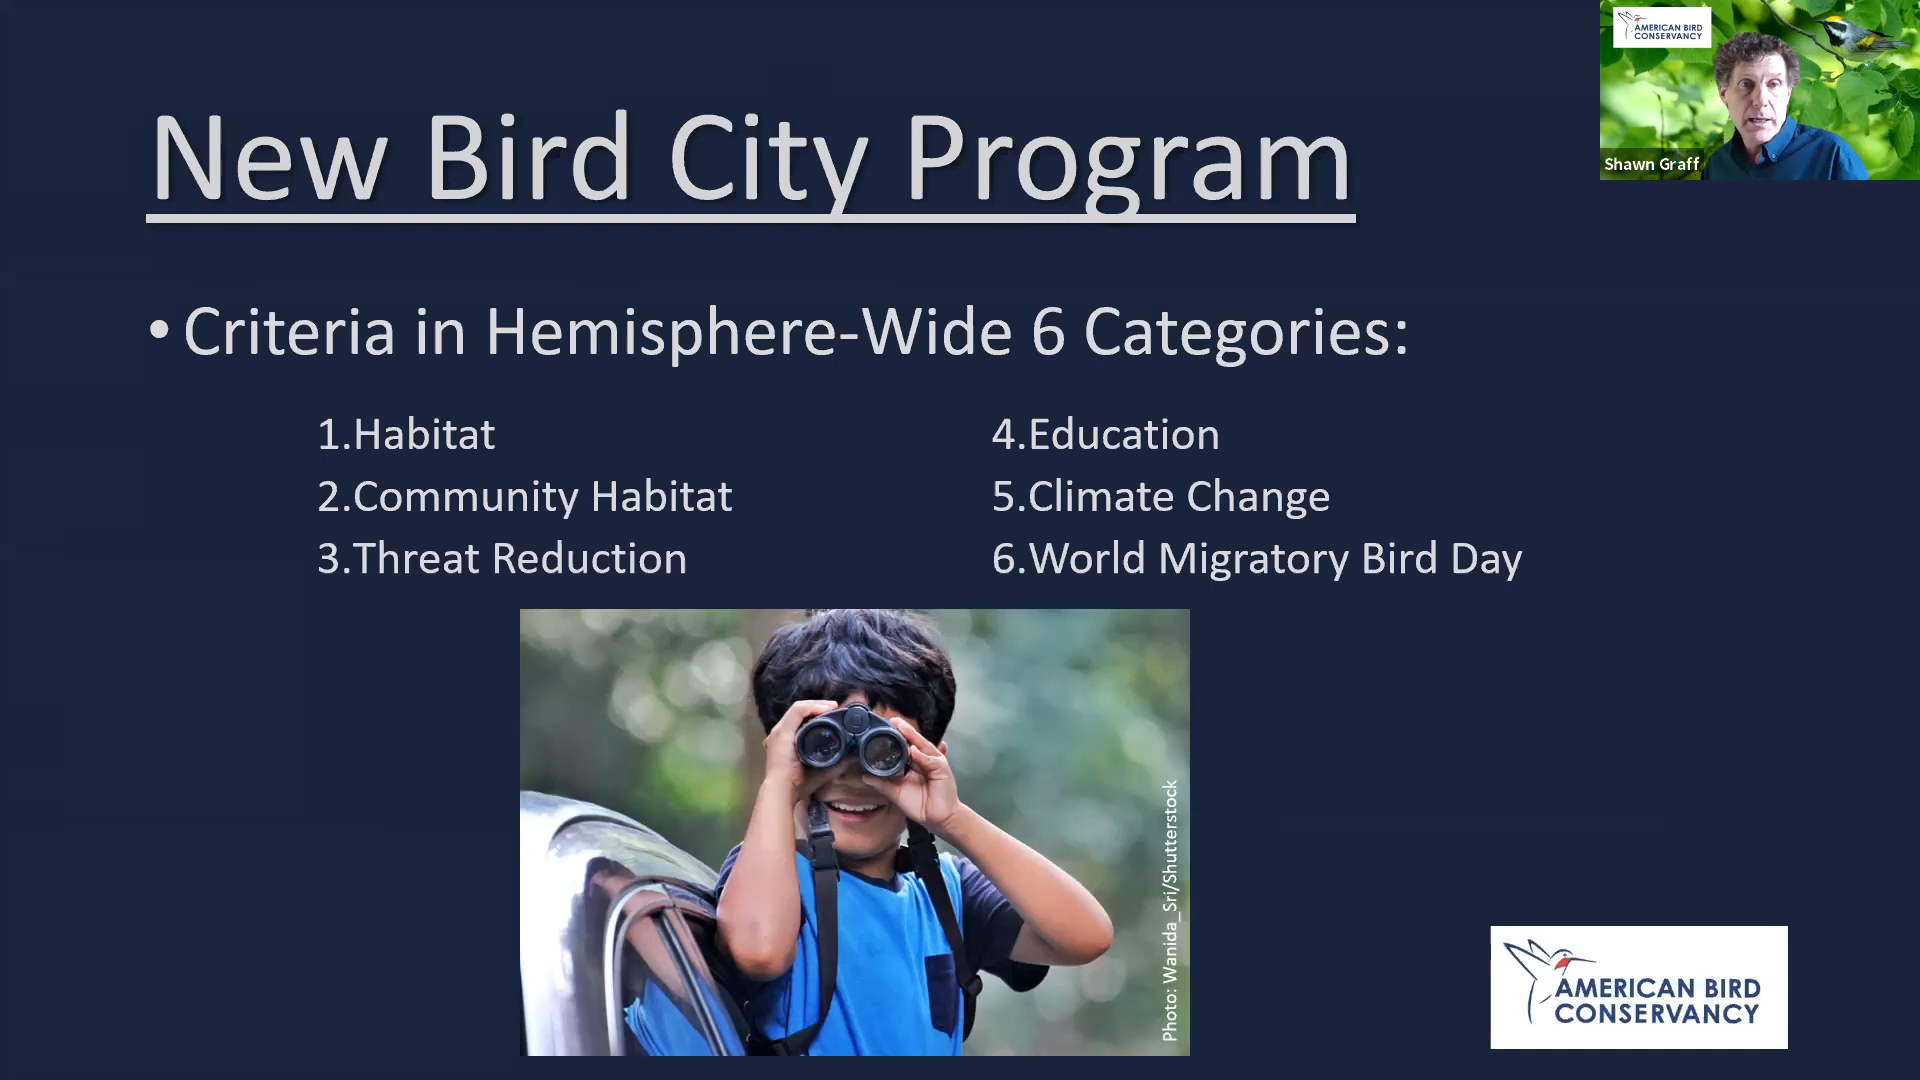 New Bird City Program
• Criteria in Hemisphere-Wide 6 Categories:
1.Habitat
2.Community Habitat
3.Threat Reduction
4.Education
5.Climate Change
6.World Migratory Bird Day
Photo: Wanida_Sri/Shutterstock
AMERICAN BIRD
CONSERVANCY
AMERICAN BIRD
CONSERVANCY
Shawn Graff